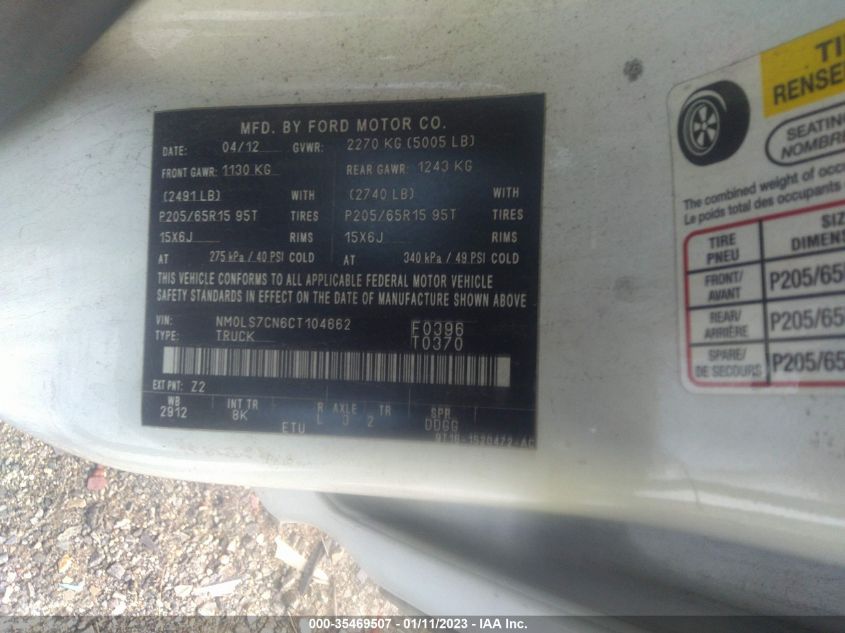 MFD. BY FORD MOTOR CO.
DATE: 04/12 GVWR: 2270 KG (5005 LB)
FRONT GAWR: 1130 KG REAR GAWR: 1243 KG
(2491 LB) WITH (2740 LB) WITH
P205/65R15 95T TIRES P205/65R15 95T TIRES
15X6J RIMS 15X6J RIMS
AT 275 kPa / 40 PSI COLD AT 340 kPa / 49 PSI COLD
THIS VEHICLE CONFORMS TO ALL APPLICABLE FEDERAL MOTOR VEHICLE
SAFETY STANDARDS IN EFFECT ON THE DATE OF MANUFACTURE SHOWN ABOVE
VIN: NM0LS7CN6CT104662 F0396
TYPE: TRUCK T0370
EXT PNT: Z2
WB INT TR R AXLE TR SPR
2912 8K L 3 2 DDGG
ETU
TI
RENSE
SEATING
NOMBRE
The combined weight of occu
Le poids total des occupants
TIRE SIZ
PNEU DIMENS
FRONT/ P205/65
AVANT
REAR/ P205/65
ARRIÈRE
SPARE/ P205/65
DE SECOURS
000-35469507 - 01/11/2023 - IAA Inc.